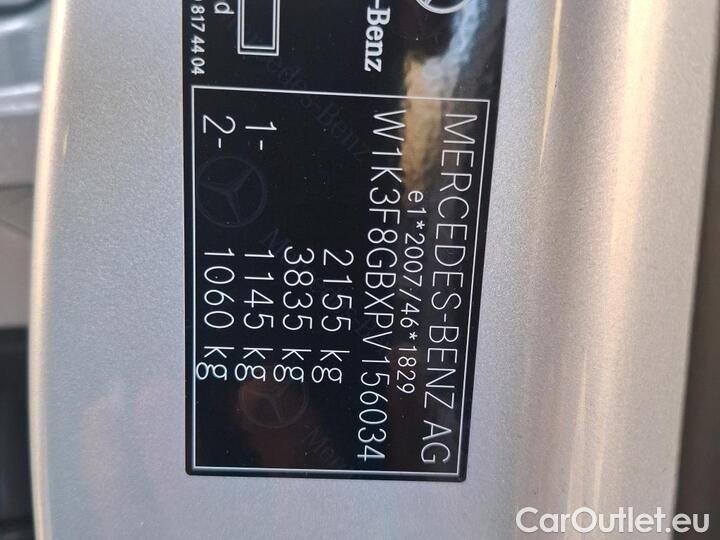 -Benz
d
817 44 04
MERCEDES-BENZ AG
e1*2007/46*1829
W1K3F8GBXPV156034
2155 kg
3835 kg
1- 1145 kg
2- 1060 kg
CarOutlet.eu